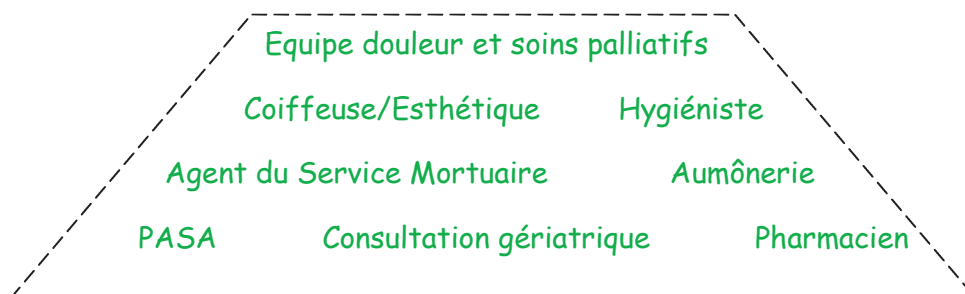 Equipe douleur et soins palliatifs
Coiffeuse/Esthétique Hygiéniste
Agent du Service Mortuaire Aumônerie
PASA Consultation gériatrique Pharmacien